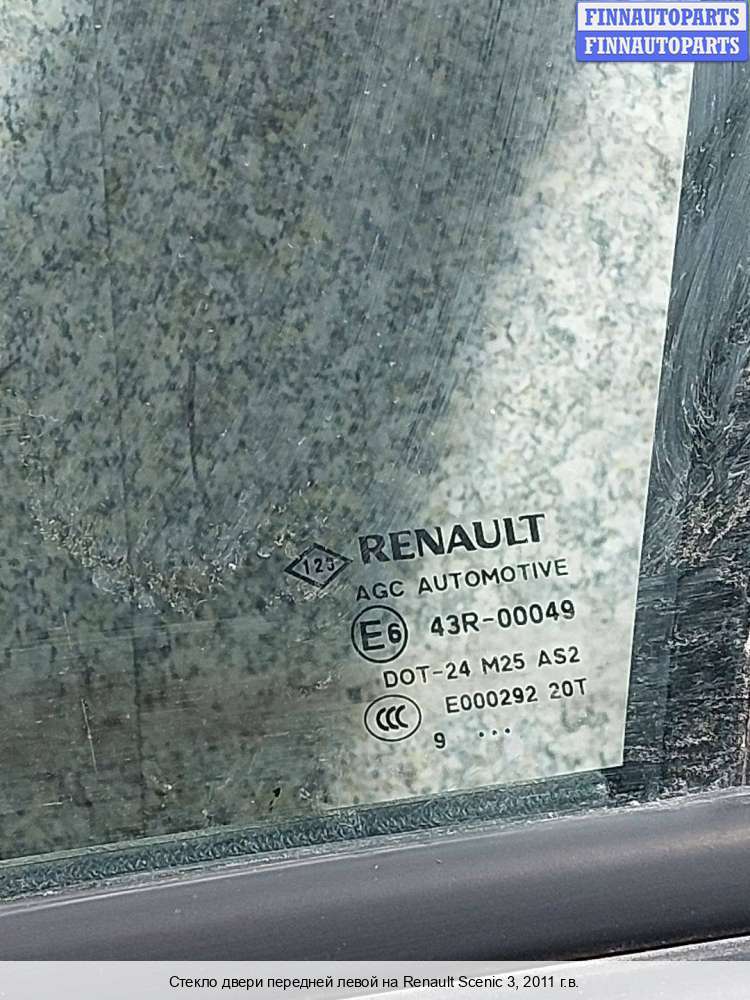 FINNAUTOPARTS
FINNAUTOPARTS
RENAULT
AGC AUTOMOTIVE
E6 43R-00049
DOT-24 M25 AS2
CCC E000292 20T
9 ...
Стекло двери передней левой на Renault Scenic 3, 2011 г.в.